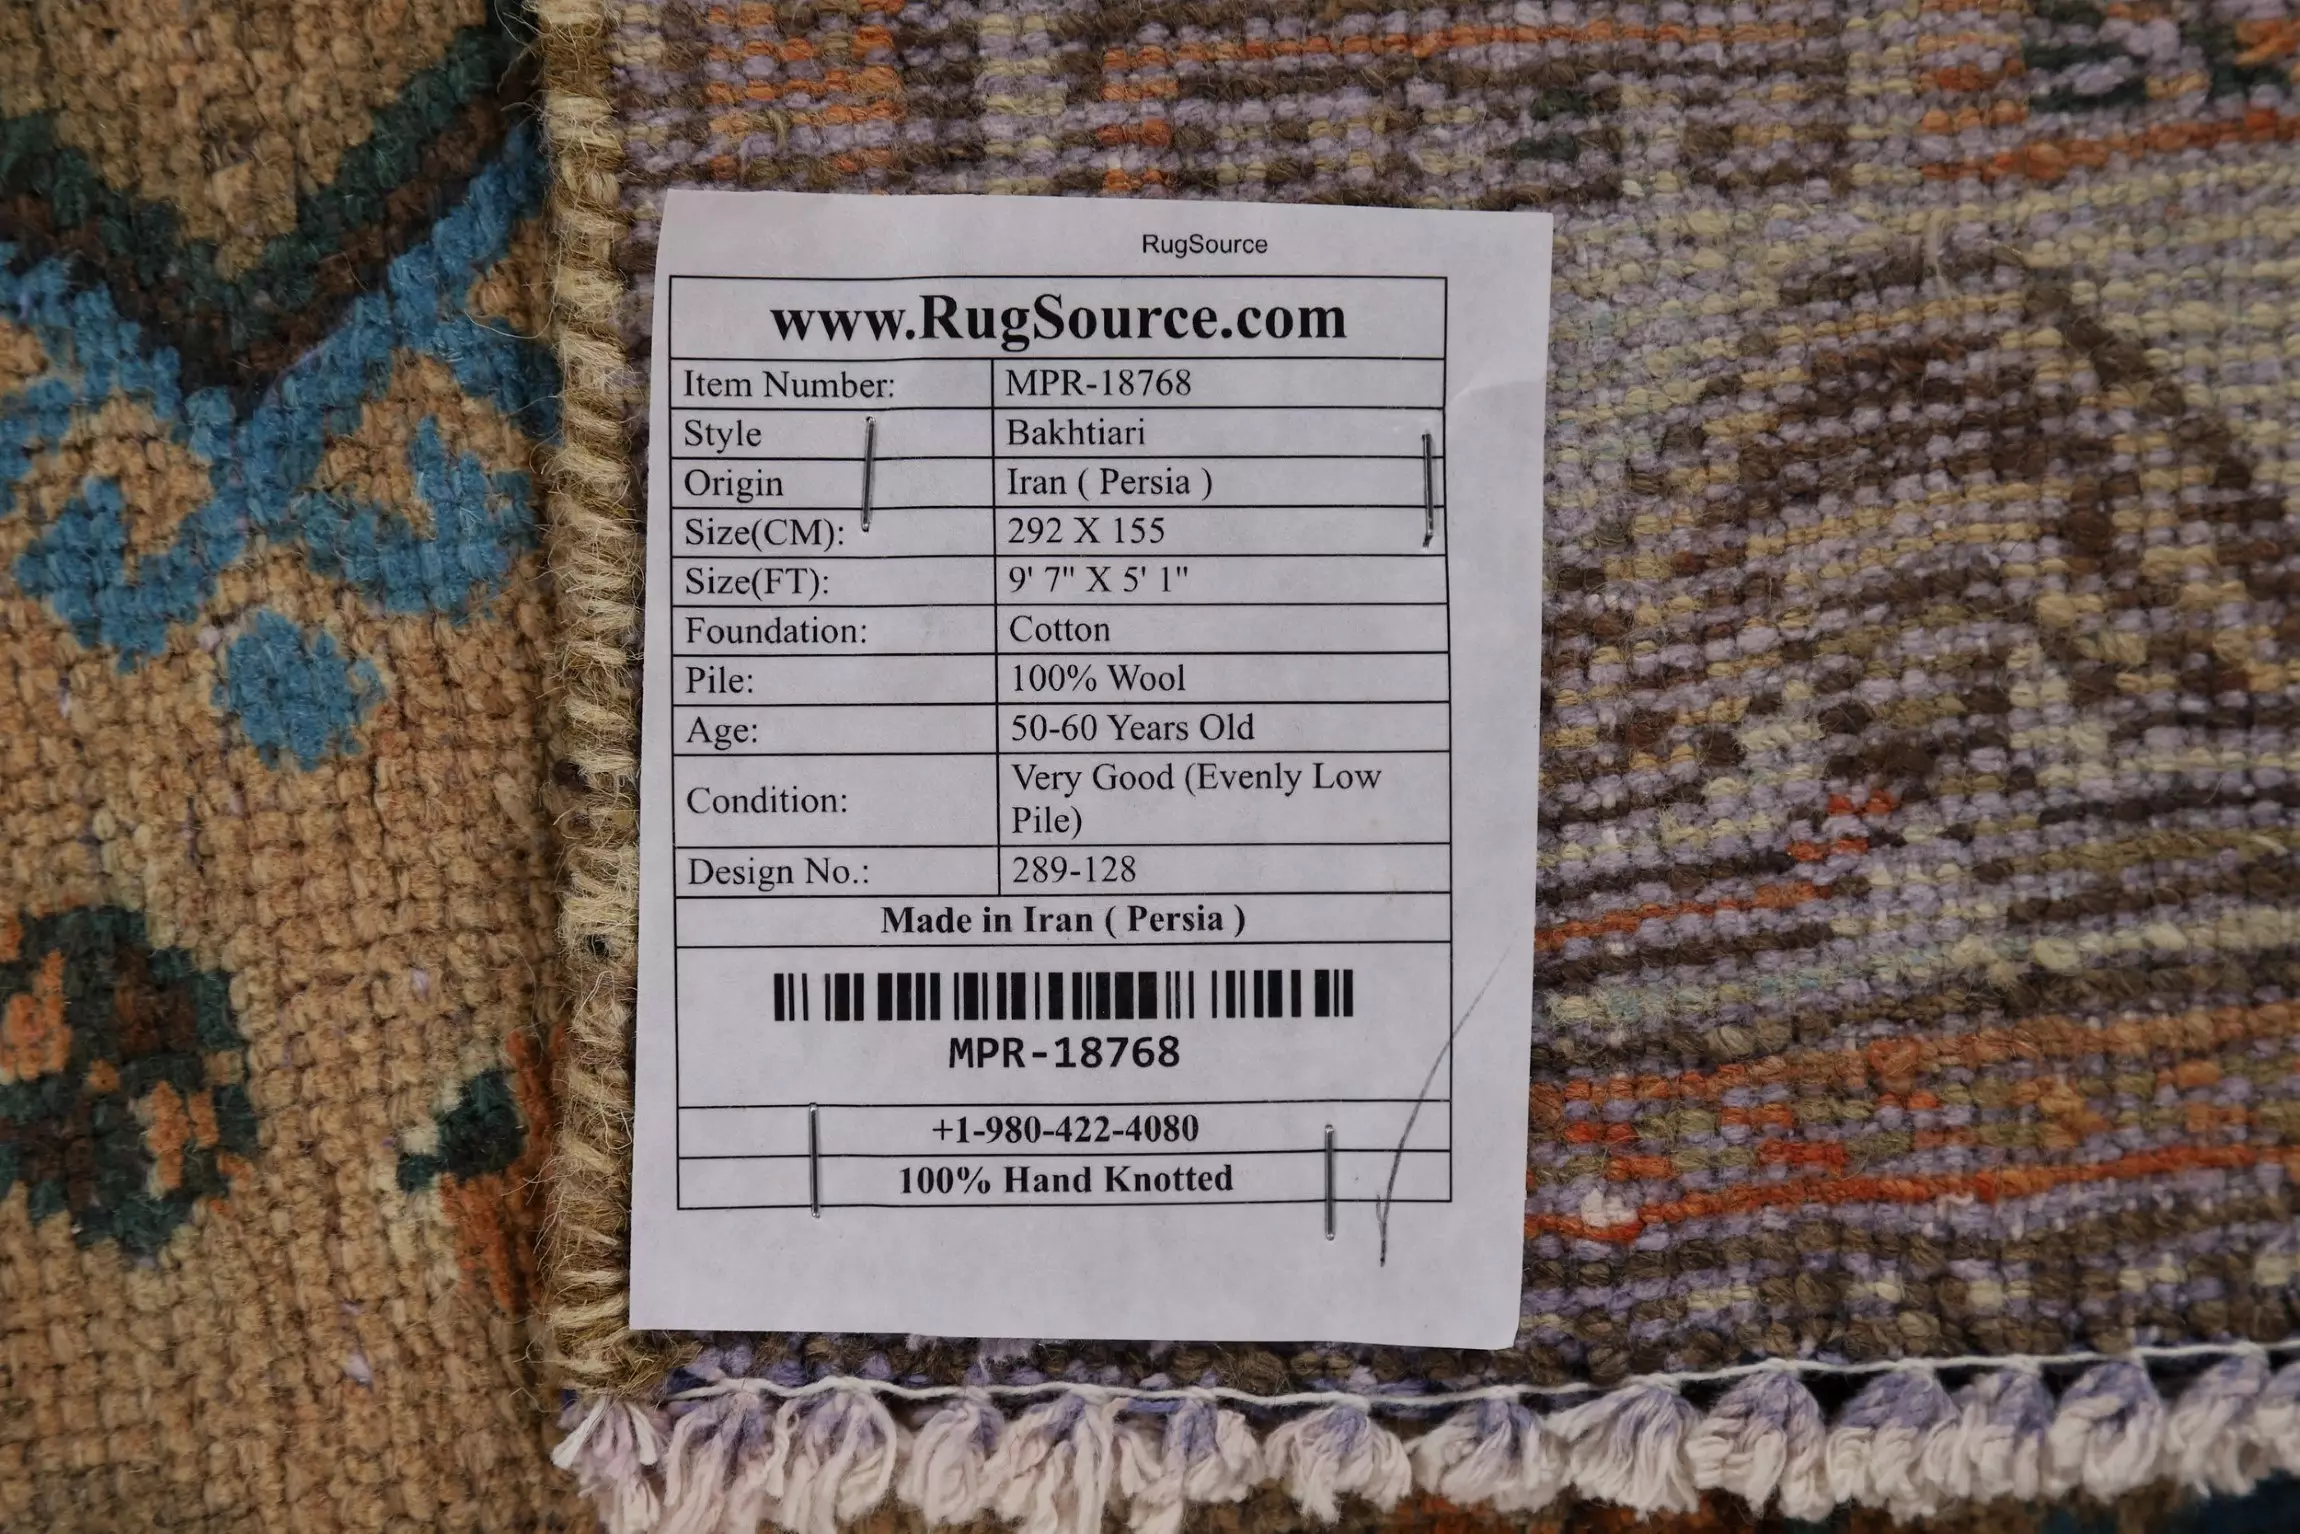 RugSource
www.RugSource.com
Item Number: MPR-18768
Style Bakhtiari
Origin Iran ( Persia )
Size(CM): 292 X 155
Size(FT): 9' 7" X 5' 1"
Foundation: Cotton
Pile: 100% Wool
Age: 50-60 Years Old
Condition: Very Good (Evenly Low
Pile)
Design No.: 289-128
Made in Iran ( Persia )
MPR-18768
+1-980-422-4080
100% Hand Knotted